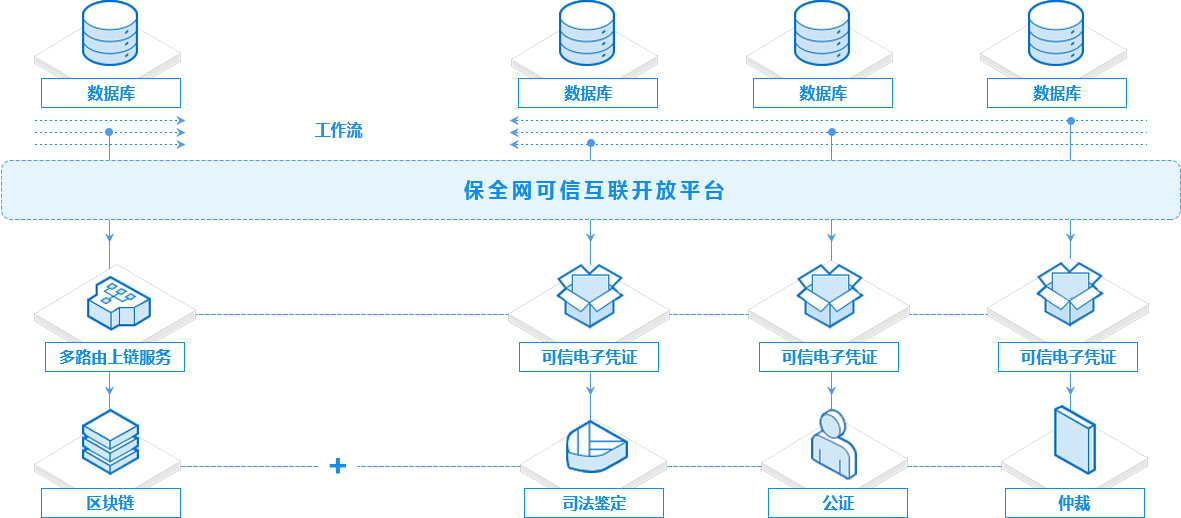 数据库
数据库
数据库
数据库
工作流
保全网可信互联开放平台
多路由上链服务
可信电子凭证
可信电子凭证
可信电子凭证
区块链
+
司法鉴定
公证
仲裁